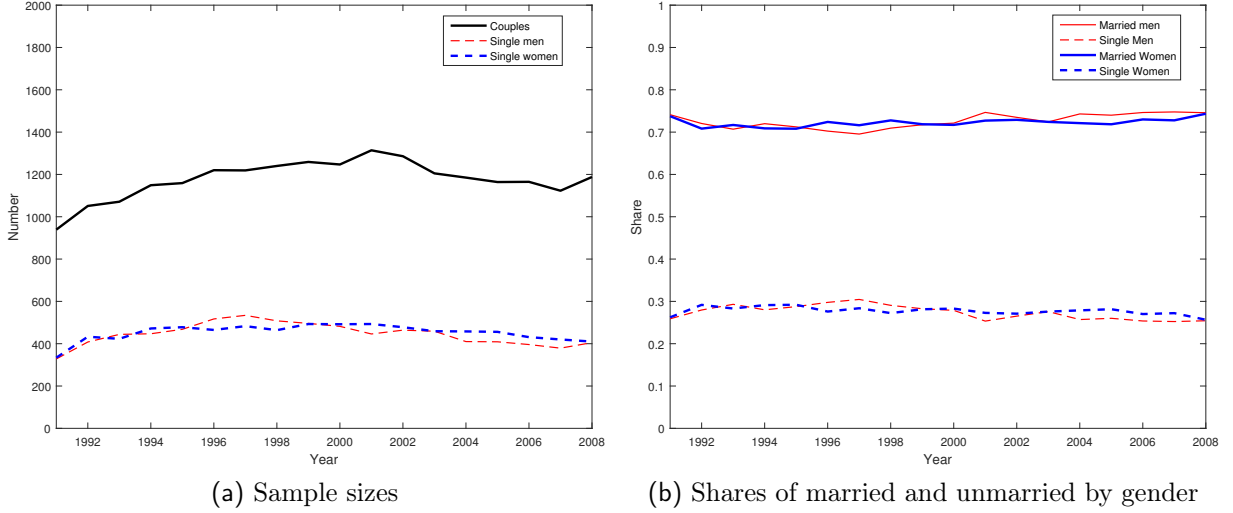 2000
1800
1600
1400
1200
1000
800
600
400
200
0
Number
Couples
Single men
Single women
1992 1994 1996 1998 2000 2002 2004 2006 2008
Year
(a) Sample sizes
1
0.9
0.8
0.7
0.6
0.5
0.4
0.3
0.2
0.1
0
Share
Married men
Single Men
Married Women
Single Women
1992 1994 1996 1998 2000 2002 2004 2006 2008
Year
(b) Shares of married and unmarried by gender